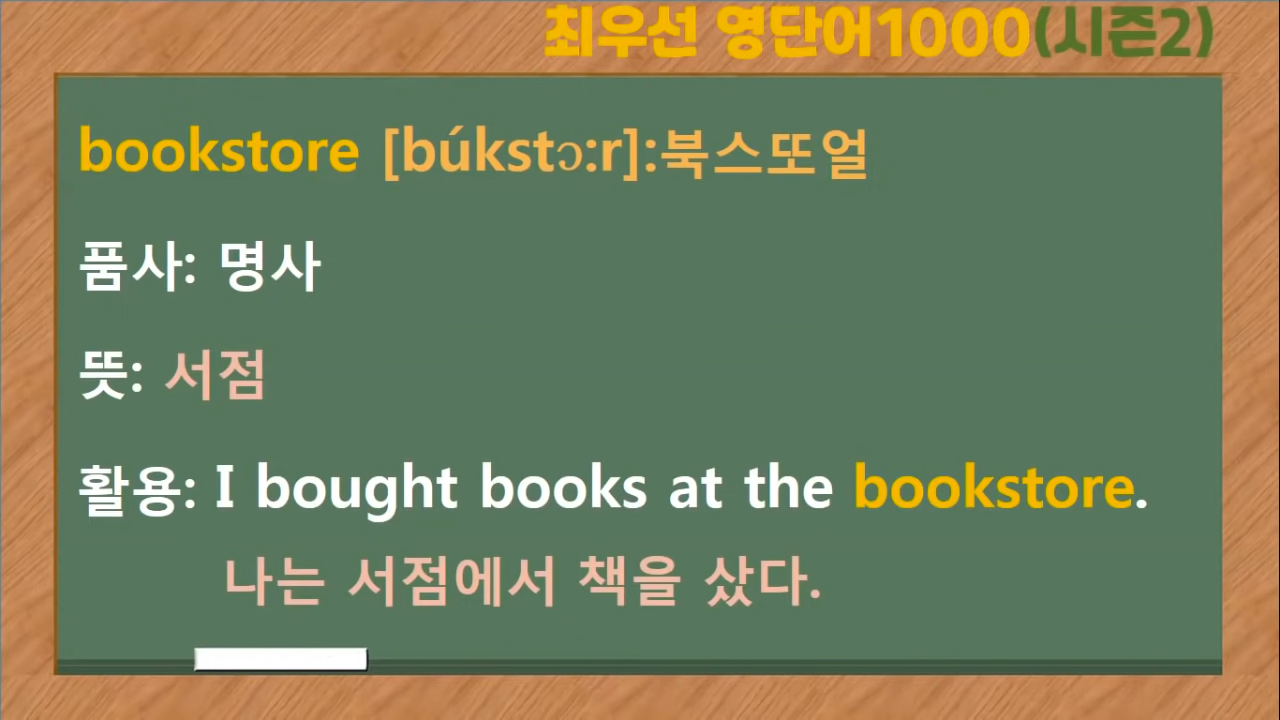 최우선 영단어1000(시즌2)
bookstore [búkstɔ:r]:북스또얼
품사: 명사
뜻: 서점
활용: I bought books at the bookstore.
나는 서점에서 책을 샀다.